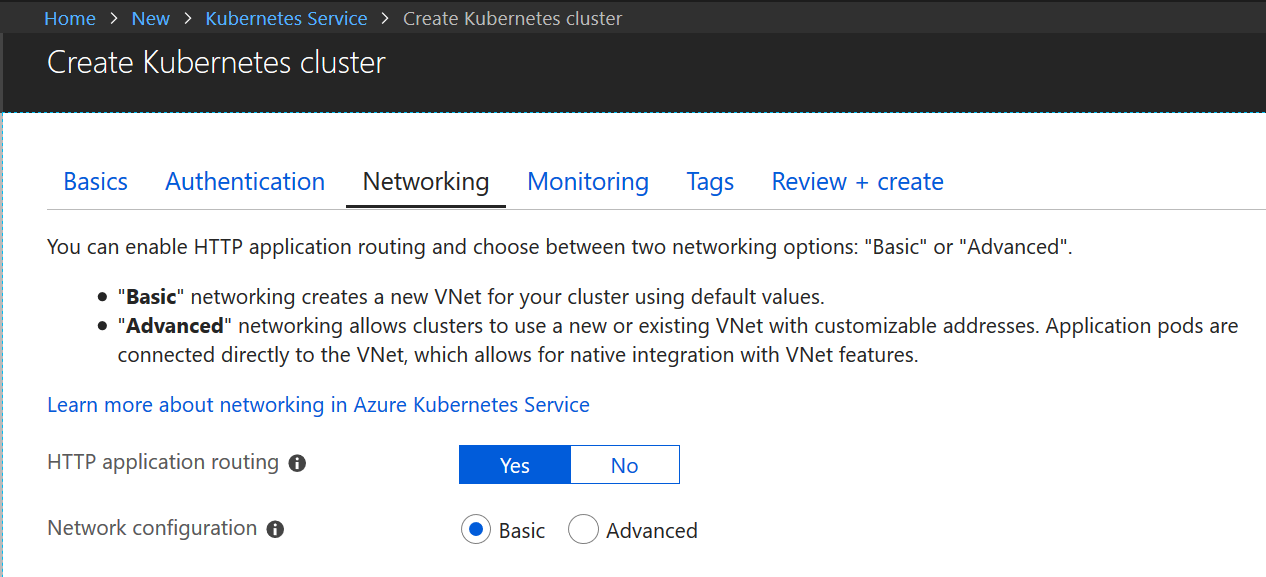 Home > New > Kubernetes Service > Create Kubernetes cluster
Create Kubernetes cluster
Basics Authentication Networking Monitoring Tags Review + create
You can enable HTTP application routing and choose between two networking options: "Basic" or "Advanced".
• "Basic" networking creates a new VNet for your cluster using default values.
• "Advanced" networking allows clusters to use a new or existing VNet with customizable addresses. Application pods are
connected directly to the VNet, which allows for native integration with VNet features.
Learn more about networking in Azure Kubernetes Service
HTTP application routing i Yes No
Network configuration i Basic Advanced